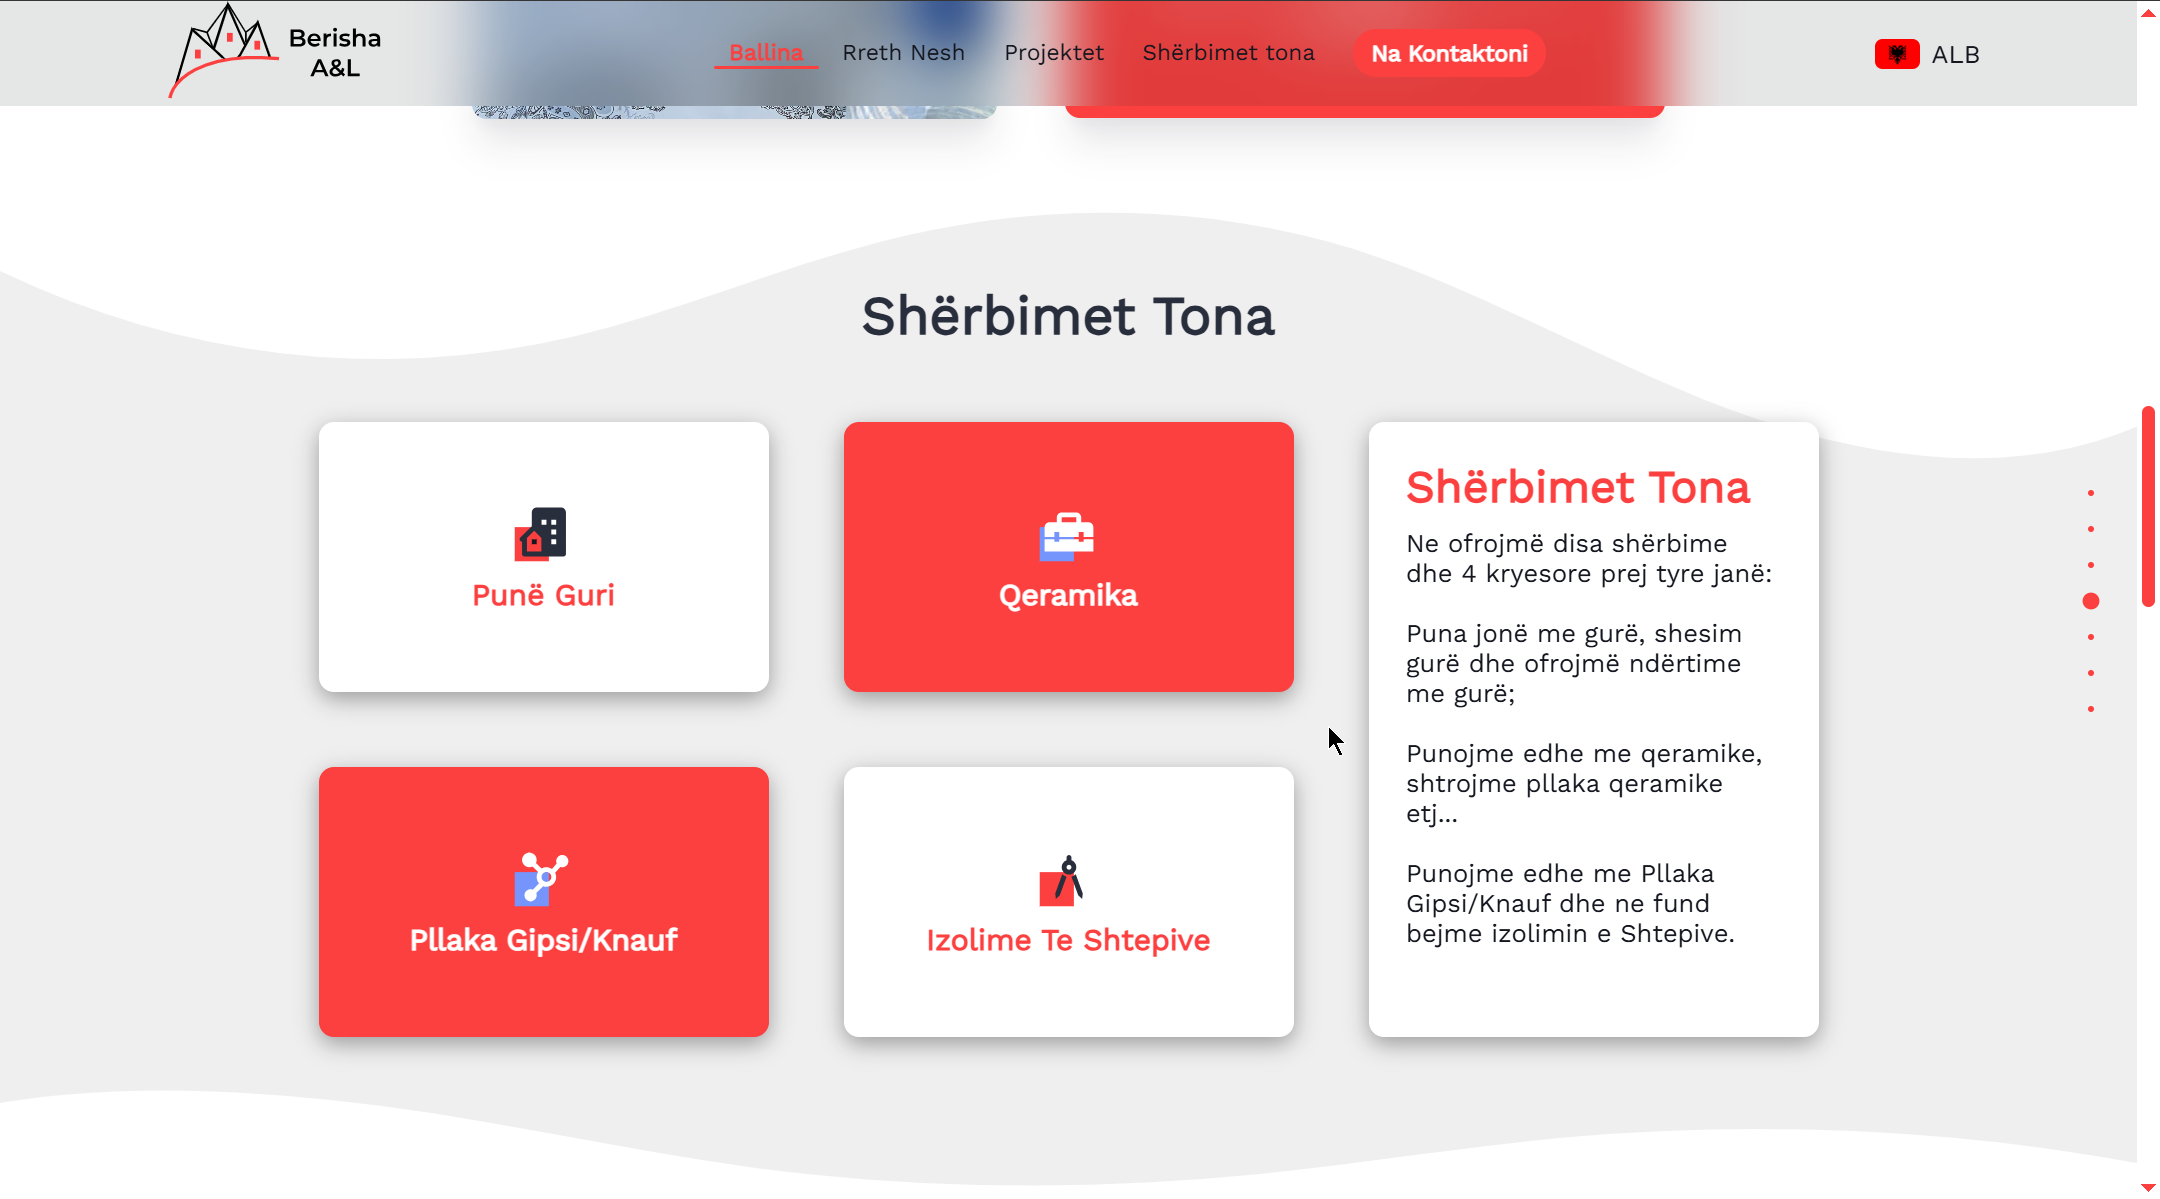 Berisha
A&L
Ballina
Rreth Nesh
Projektet
Shërbimet tona
Na Kontaktoni
ALB
Shërbimet Tona
Punë Guri
Qeramika
Pllaka Gipsi/Knauf
Izolime Te Shtepive
Shërbimet Tona
Ne ofrojmë disa shërbime
dhe 4 kryesore prej tyre janë:
Puna jonë me gurë, shesim
gurë dhe ofrojmë ndërtime
me gurë;
Punojme edhe me qeramike,
shtrojme pllaka qeramike
etj...
Punojme edhe me Pllaka
Gipsi/Knauf dhe ne fund
bejme izolimin e Shtepive.